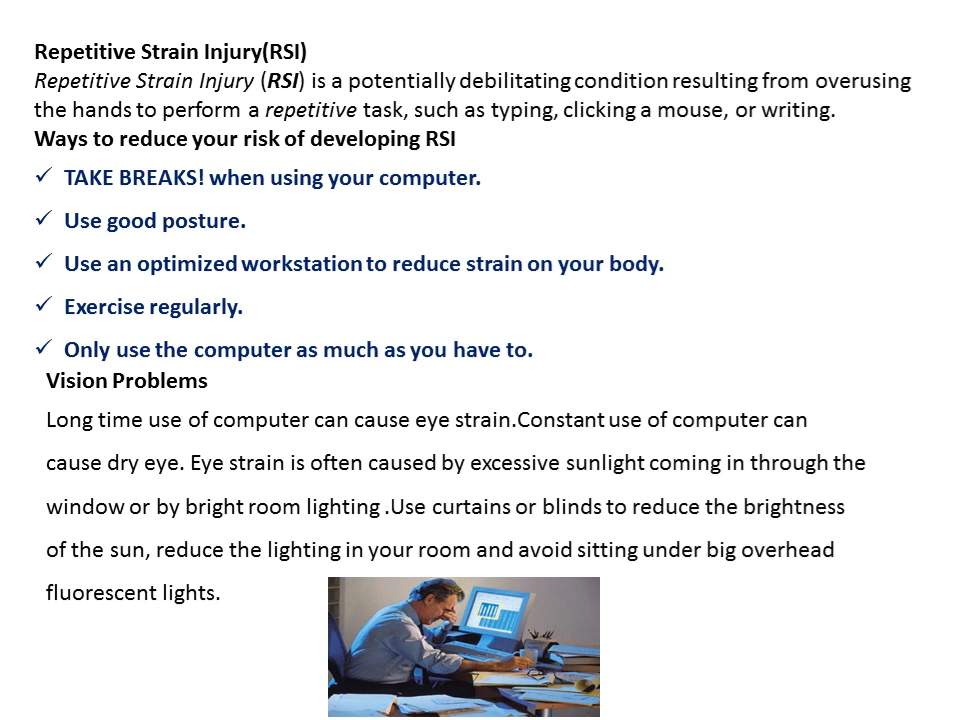 Repetitive Strain Injury(RSI)
Repetitive Strain Injury (RSI) is a potentially debilitating condition resulting from overusing
the hands to perform a repetitive task, such as typing, clicking a mouse, or writing.
Ways to reduce your risk of developing RSI
✓ TAKE BREAKS! when using your computer.
✓ Use good posture.
✓ Use an optimized workstation to reduce strain on your body.
✓ Exercise regularly.
✓ Only use the computer as much as you have to.
Vision Problems
Long time use of computer can cause eye strain.Constant use of computer can
cause dry eye. Eye strain is often caused by excessive sunlight coming in through the
window or by bright room lighting .Use curtains or blinds to reduce the brightness
of the sun, reduce the lighting in your room and avoid sitting under big overhead
fluorescent lights.